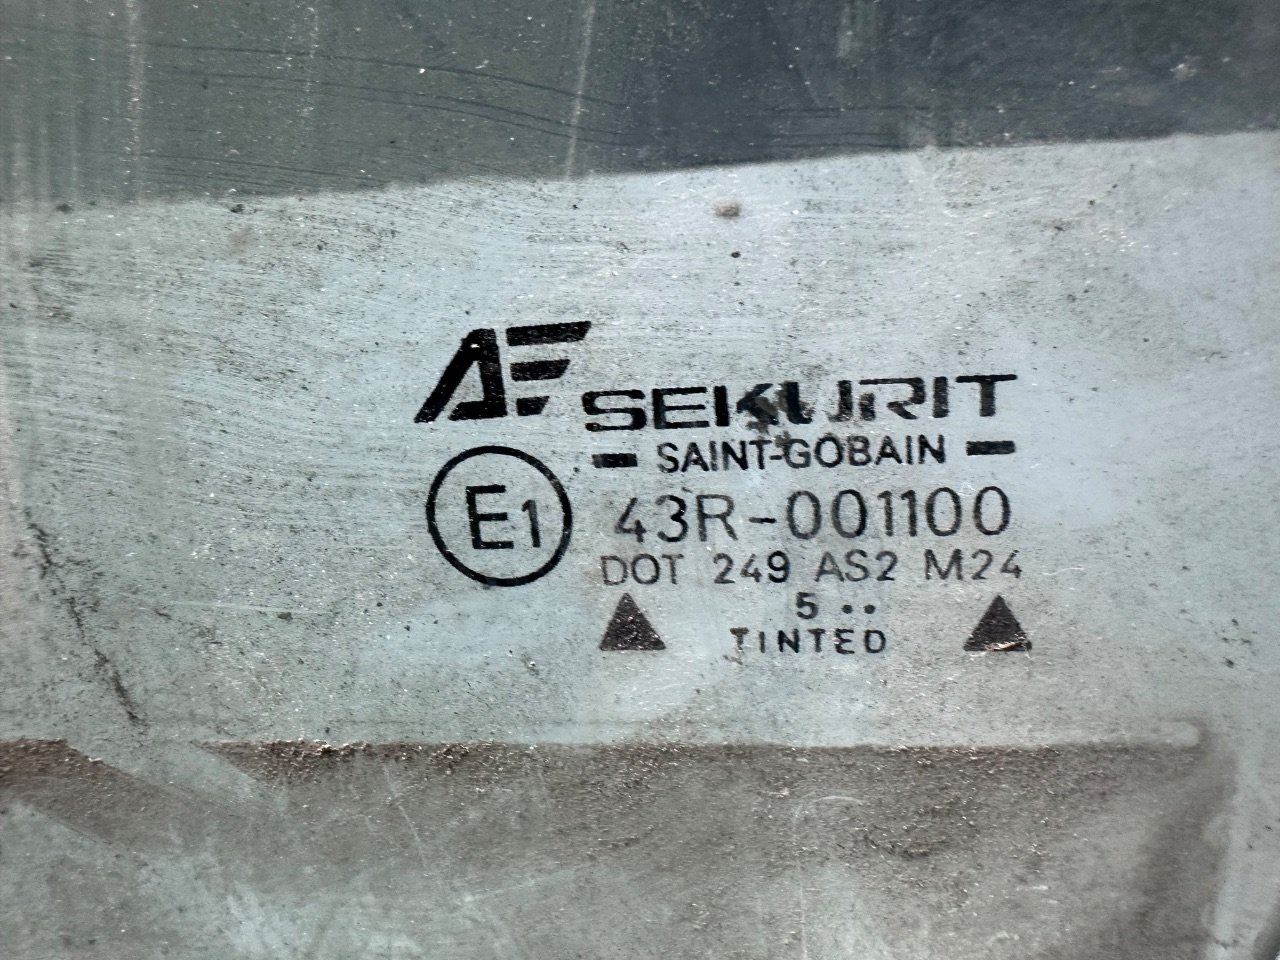 AF SEKURIT
SAINT-GOBAIN
E1 43R-001100
DOT 249 AS2 M24
5 ••
TINTED